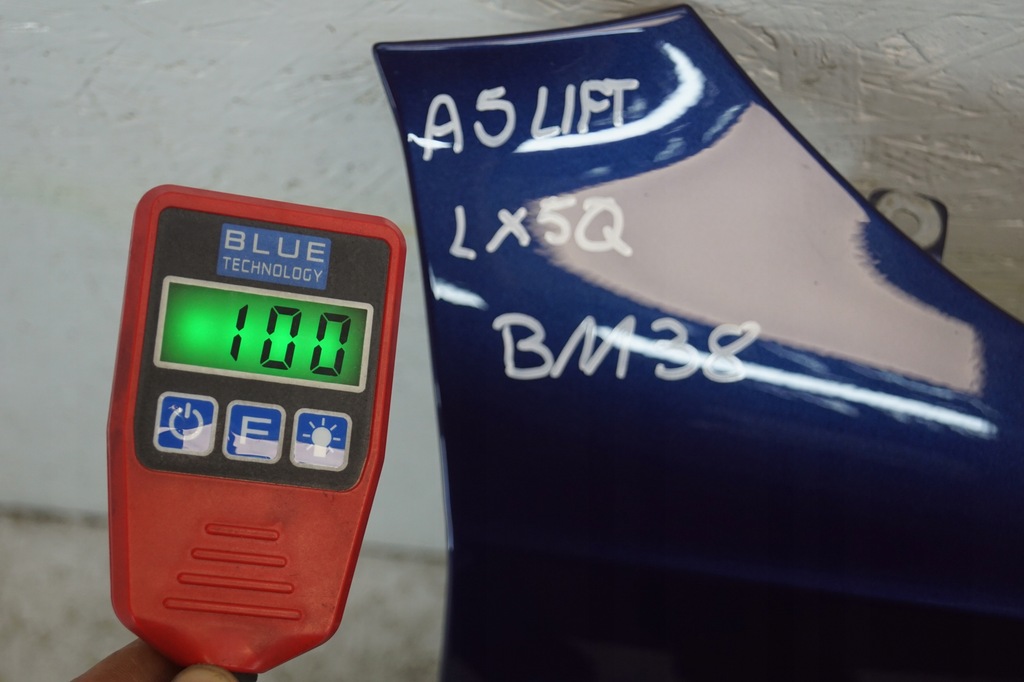 A5 LIFT
LX5Q
BM38
BLUE
TECHNOLOGY
100